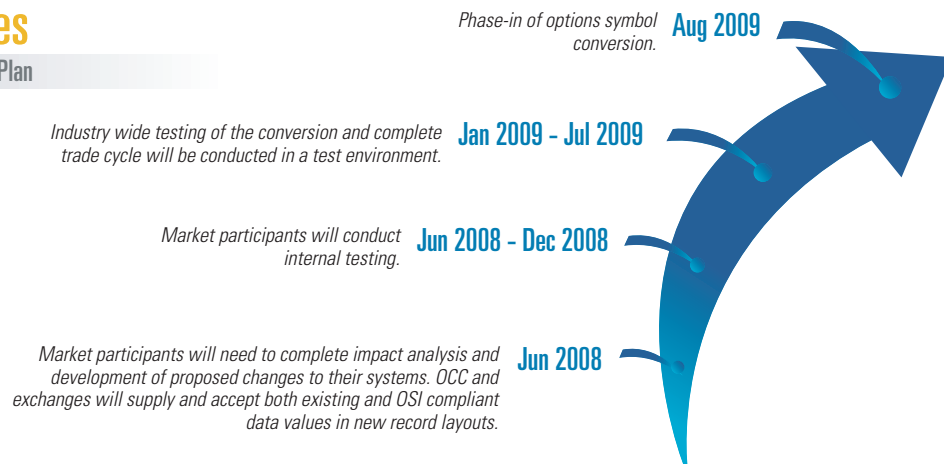 es
Plan
Phase-in of options symbol
conversion.
Aug 2009
Industry wide testing of the conversion and complete
trade cycle will be conducted in a test environment.
Jan 2009 - Jul 2009
Market participants will conduct
internal testing.
Jun 2008 - Dec 2008
Market participants will need to complete impact analysis and
development of proposed changes to their systems. OCC and
exchanges will supply and accept both existing and OSI compliant
data values in new record layouts.
Jun 2008